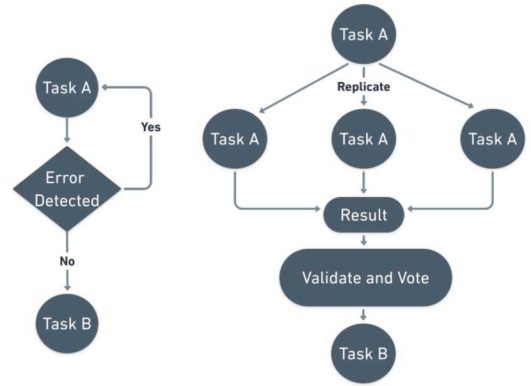 Task A
Yes
Error
Detected
No
Task B
Task A
Replicate
Task A
Task A
Task A
Result
Validate and Vote
Task B